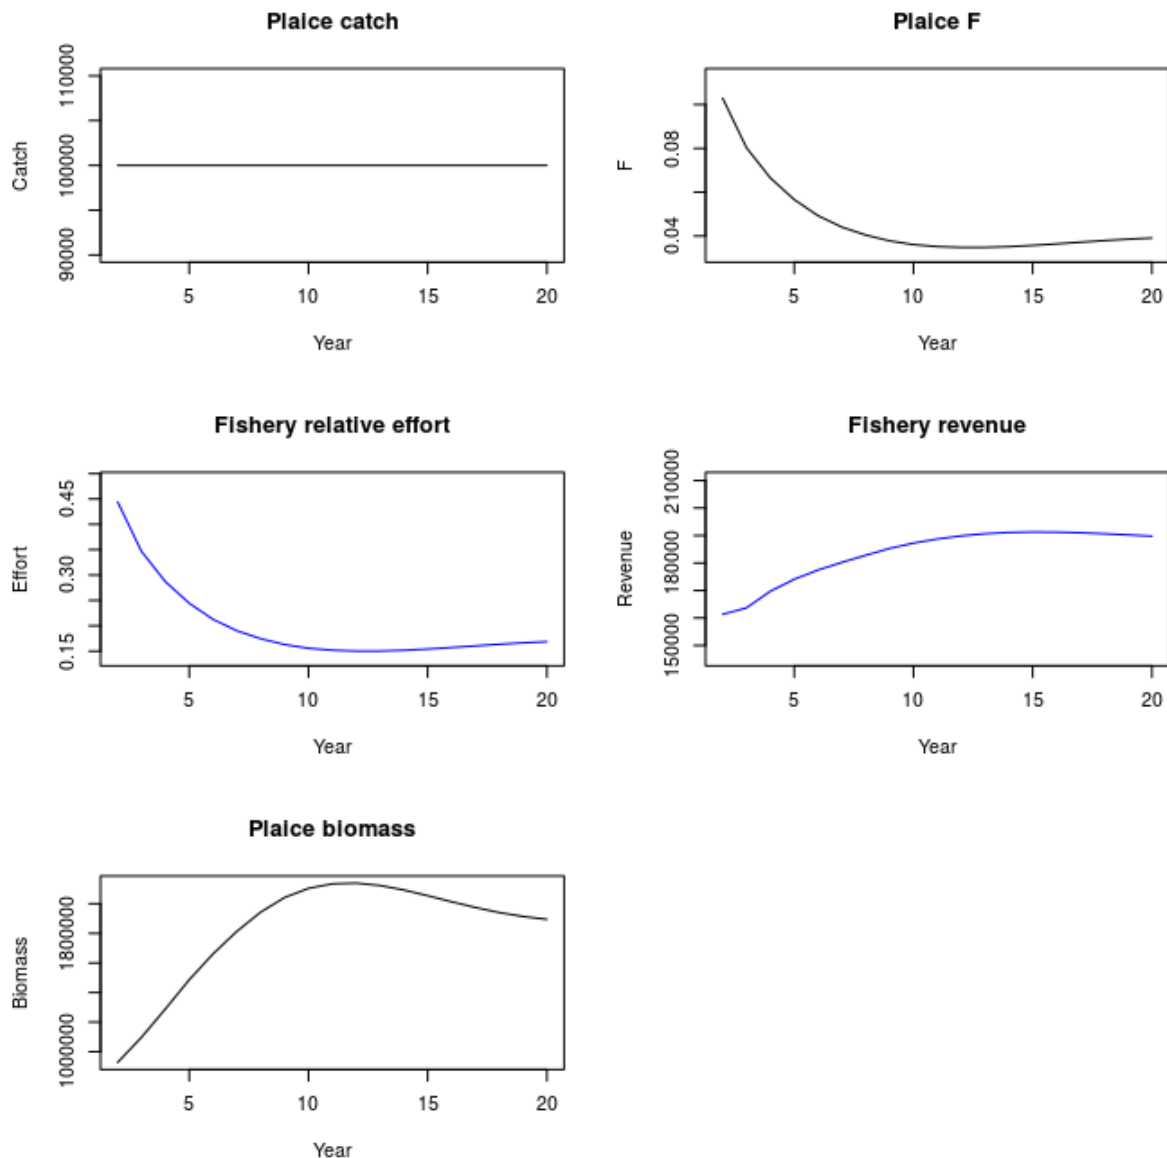 Plaice catch
Catch
90000 100000 110000
5 10 15 20
Year
Plaice F
F
0.04 0.08
5 10 15 20
Year
Fishery relative effort
Effort
0.15 0.30 0.45
5 10 15 20
Year
Fishery revenue
Revenue
150000 180000 210000
5 10 15 20
Year
Plaice biomass
Biomass
1000000 1800000
5 10 15 20
Year